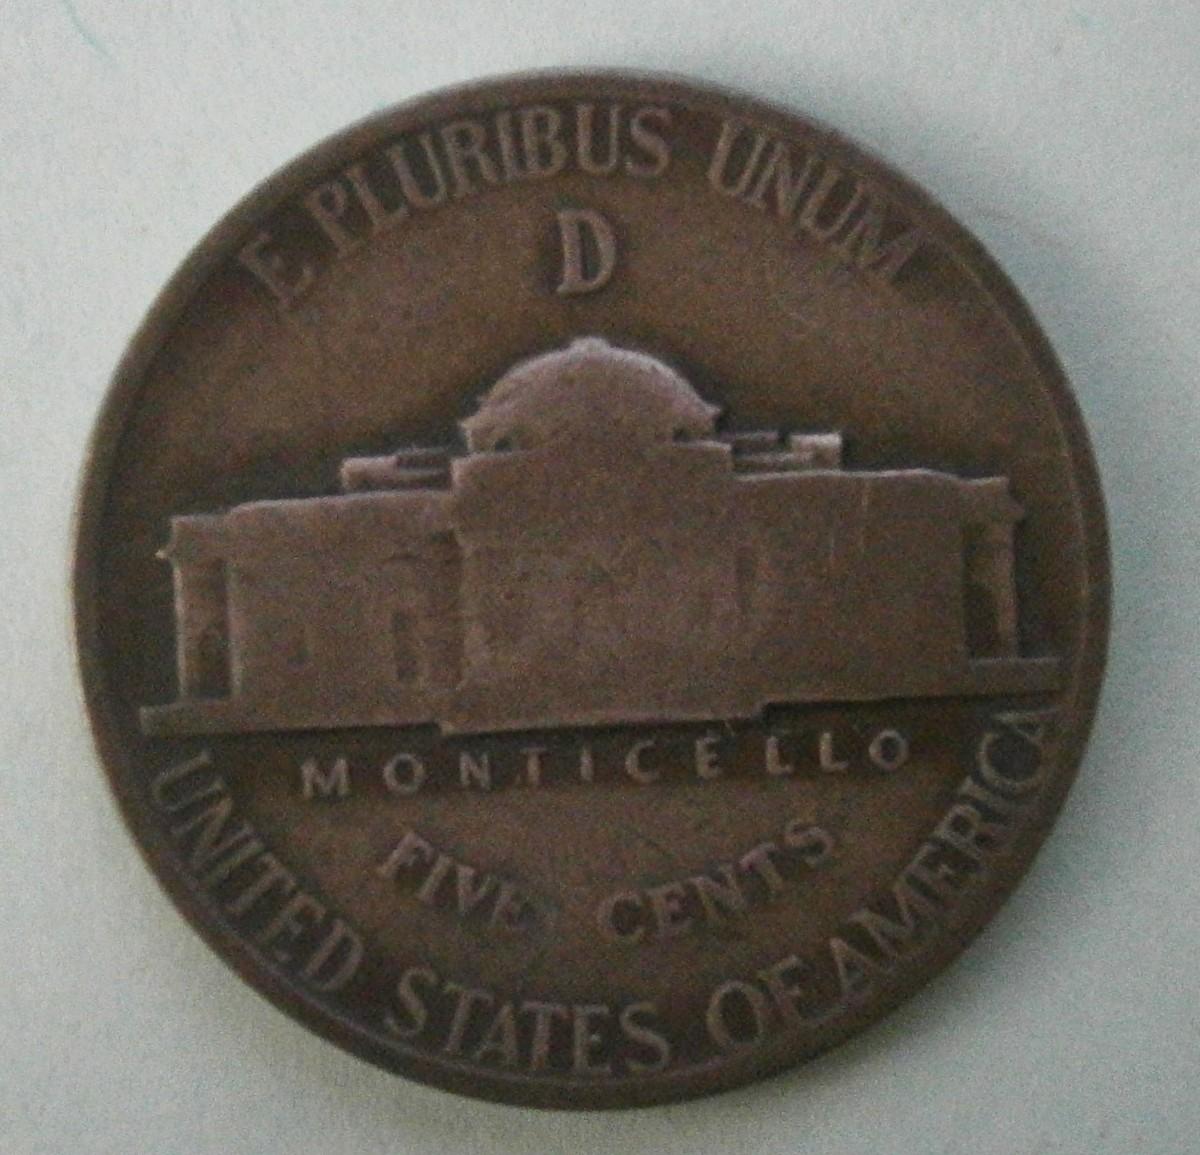 E PLURIBUS UNUM
D
MONTICELLO
FIVE CENTS
UNITED STATES OF AMERICA